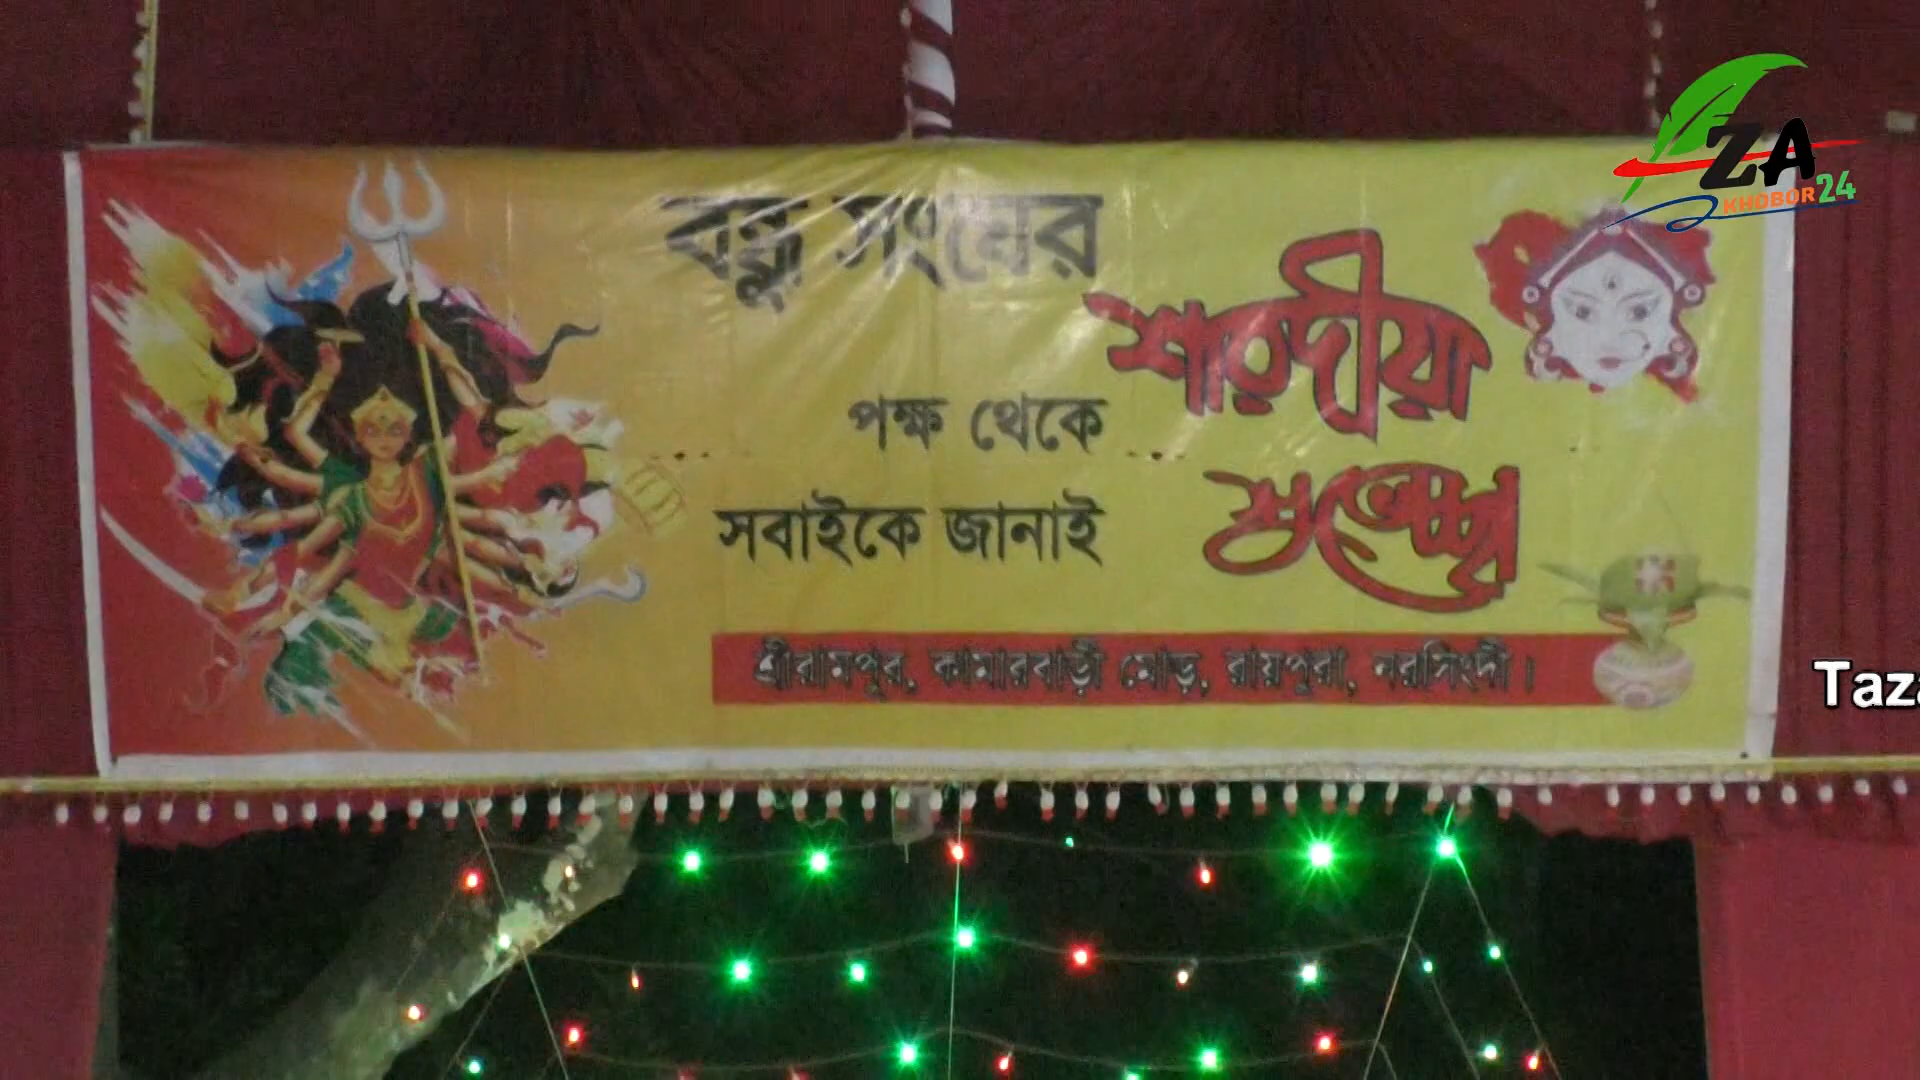 ZA
KHOBOR24
বন্ধু সংঘের
শারদীয়া
পক্ষ থেকে
শুভেচ্ছা
সবাইকে জানাই
শ্রীরামপুর, কামারবাড়ী মোড়, রায়পুরা, নরসিংদী।
Taza